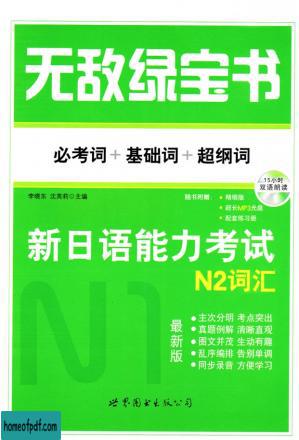 无敌绿宝书
必考词+基础词+超纲词
李晓东 沈英莉/主编
随书附赠
精缩版
超长MP3光盘
配套练习册
15小时
双语朗读
新日语能力考试
N2词汇
N1
最新版
主次分明 考点突出
真题例解 清晰直观
图文并茂 生动有趣
乱序编排 告别单调
同步录音 方便学习
世界图书出版公司
homeofpdf.com
homeofpdf.com